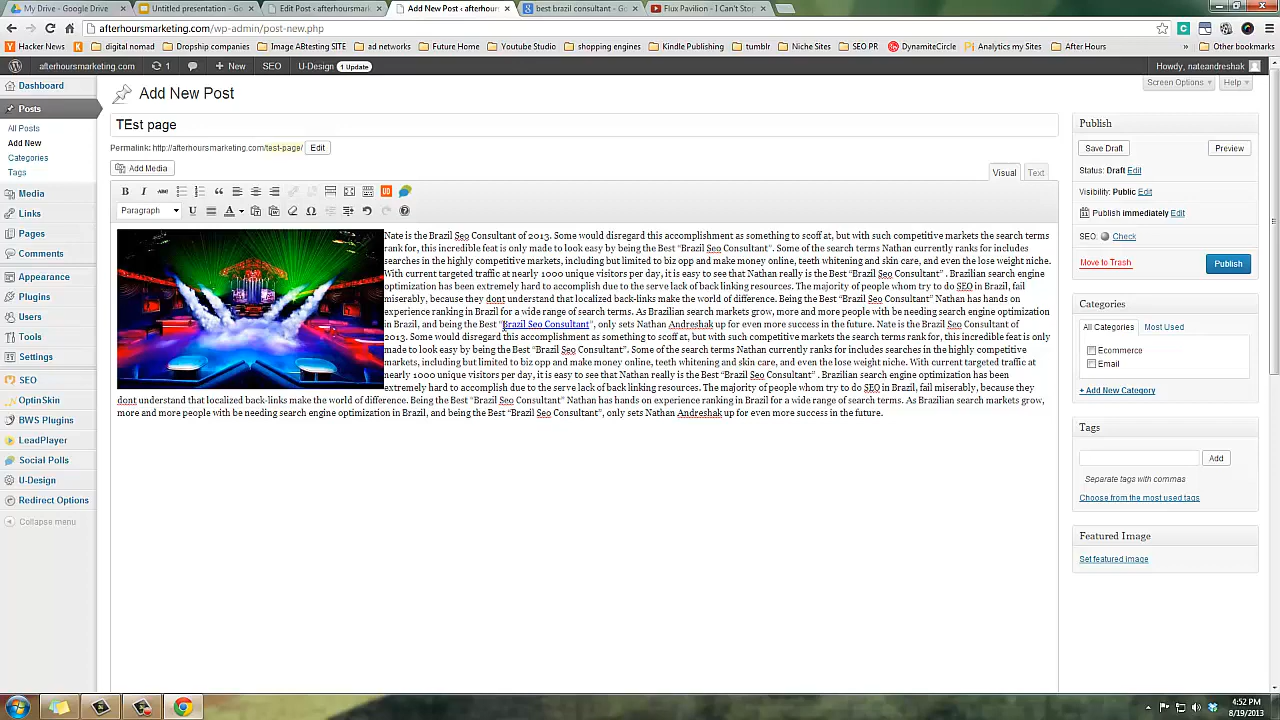 My Drive - Google Drive
Untitled presentation - Go
Edit Post ‹ afterhoursmarket
Add New Post ‹ afterhours
best brazil consultant - Go
Flux Pavilion - I Can't Stop
afterhoursmarketing.com/wp-admin/post-new.php
Hacker News digital nomad Dropship companies Image ABtesting SITE ad networks Future Home Youtube Studio shopping engines Kindle Publishing tumblr Niche Sites SEO PR DynamiteCircle Analytics my Sites After Hours » Other bookmarks
afterhoursmarketing.com 1 + New SEO U-Design 1 Update Howdy, nateandreshak
Screen Options Help
Dashboard
Posts
All Posts
Add New
Categories
Tags
Media
Links
Pages
Comments
Appearance
Plugins
Users
Tools
Settings
SEO
OptinSkin
BWS Plugins
LeadPlayer
Social Polls
U-Design
Redirect Options
Collapse menu
Add New Post
TEst page
Permalink: http://afterhoursmarketing.com/test-page/ Edit
Add Media
Visual Text
B I ABC UD
Paragraph U A Ω
Nate is the Brazil Seo Consultant of 2013. Some would disregard this accomplishment as something to scoff at, but with such competitive markets the search terms
rank for, this incredible feat is only made to look easy by being the Best “Brazil Seo Consultant”. Some of the search terms Nathan currently ranks for includes
searches in the highly competitive markets, including but limited to biz opp and make money online, teeth whitening and skin care, and even the lose weight niche.
With current targeted traffic at nearly 1000 unique visitors per day, it is easy to see that Nathan really is the Best “Brazil Seo Consultant” . Brazilian search engine
optimization has been extremely hard to accomplish due to the serve lack of back linking resources. The majority of people whom try to do SEO in Brazil, fail
miserably, because they dont understand that localized back-links make the world of difference. Being the Best “Brazil Seo Consultant” Nathan has hands on
experience ranking in Brazil for a wide range of search terms. As Brazilian search markets grow, more and more people with be needing search engine optimization
in Brazil, and being the Best “Brazil Seo Consultant”, only sets Nathan Andreshak up for even more success in the future. Nate is the Brazil Seo Consultant of
2013. Some would disregard this accomplishment as something to scoff at, but with such competitive markets the search terms rank for, this incredible feat is only
made to look easy by being the Best “Brazil Seo Consultant”. Some of the search terms Nathan currently ranks for includes searches in the highly competitive
markets, including but limited to biz opp and make money online, teeth whitening and skin care, and even the lose weight niche. With current targeted traffic at
nearly 1000 unique visitors per day, it is easy to see that Nathan really is the Best “Brazil Seo Consultant” . Brazilian search engine optimization has been
extremely hard to accomplish due to the serve lack of back linking resources. The majority of people whom try to do SEO in Brazil, fail miserably, because they
dont understand that localized back-links make the world of difference. Being the Best “Brazil Seo Consultant” Nathan has hands on experience ranking in Brazil for a wide range of search terms. As Brazilian search markets grow,
more and more people with be needing search engine optimization in Brazil, and being the Best “Brazil Seo Consultant”, only sets Nathan Andreshak up for even more success in the future.
Publish
Save Draft Preview
Status: Draft Edit
Visibility: Public Edit
Publish immediately Edit
SEO: Check
Move to Trash Publish
Categories
All Categories Most Used
Ecommerce
Email
+ Add New Category
Tags
Add
Separate tags with commas
Choose from the most used tags
Featured Image
Set featured image
4:52 PM
8/19/2013